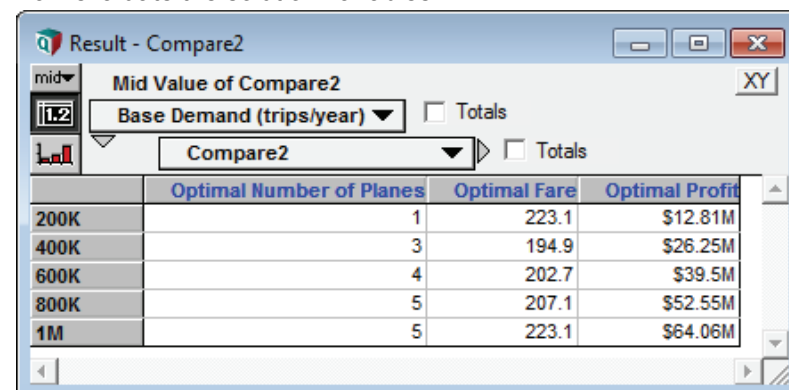 Result - Compare2
mid
Mid Value of Compare2
XY
1.2
Base Demand (trips/year)
Totals
Compare2
Totals
Optimal Number of Planes Optimal Fare Optimal Profit
200K 1 223.1 $12.81M
400K 3 194.9 $26.25M
600K 4 202.7 $39.5M
800K 5 207.1 $52.55M
1M 5 223.1 $64.06M